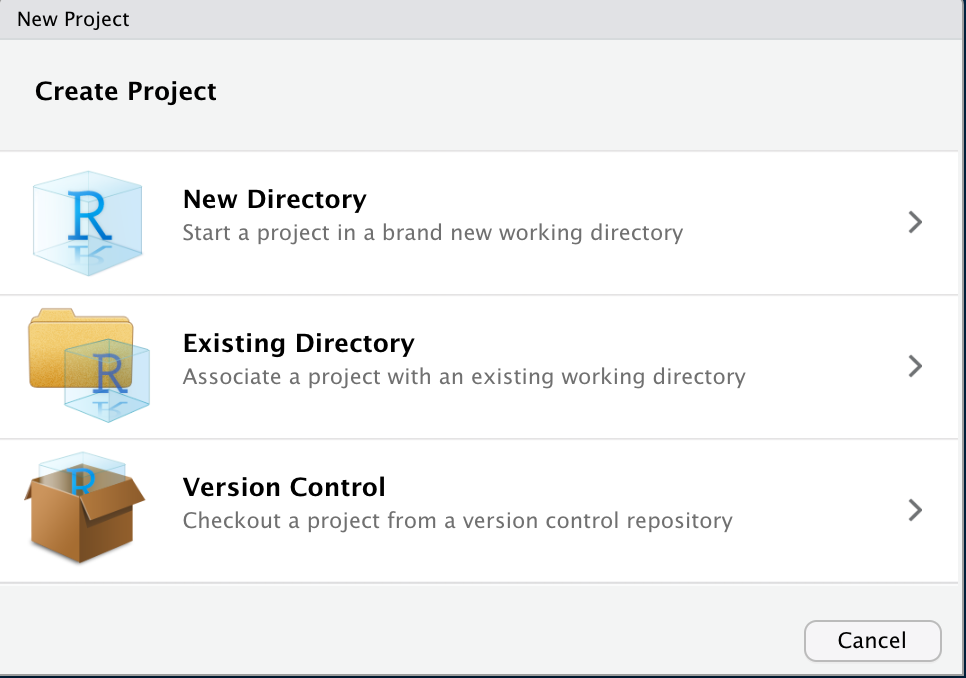 New Project
Create Project
R
New Directory
Start a project in a brand new working directory
R
Existing Directory
Associate a project with an existing working directory
R
Version Control
Checkout a project from a version control repository
Cancel